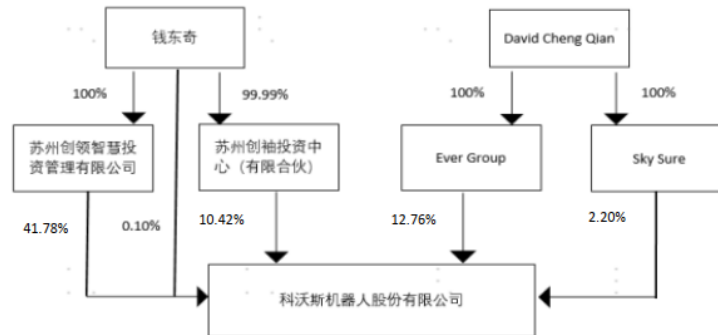 钱东奇
David Cheng Qian
100%
99.99%
100%
100%
苏州创领智慧投
资管理有限公司
苏州创袖投资中
心（有限合伙）
Ever Group
Sky Sure
41.78%
0.10%
10.42%
12.76%
2.20%
科沃斯机器人股份有限公司